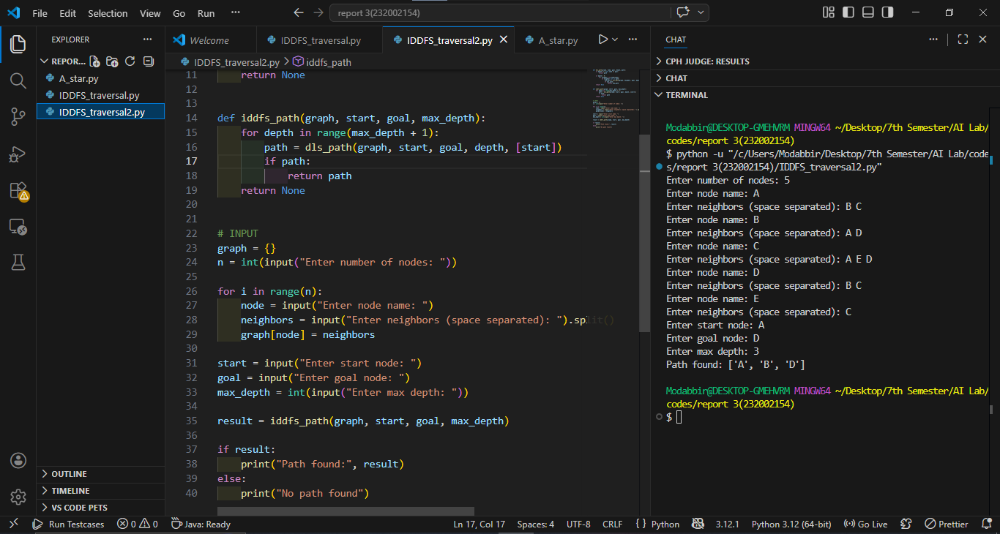 File Edit Selection View Go Run ···
report 3(232002154)
EXPLORER ···
REPOR...
A_star.py
IDDFS_traversal.py
IDDFS_traversal2.py
OUTLINE
TIMELINE
VS CODE PETS
Welcome
IDDFS_traversal.py
IDDFS_traversal2.py
A_star.py
IDDFS_traversal2.py > iddfs_path
11 return None
12
13
14 def iddfs_path(graph, start, goal, max_depth):
15 for depth in range(max_depth + 1):
16 path = dls_path(graph, start, goal, depth, [start])
17 if path:
18 return path
19 return None
20
21
22 # INPUT
23 graph = {}
24 n = int(input("Enter number of nodes: "))
25
26 for i in range(n):
27 node = input("Enter node name: ")
28 neighbors = input("Enter neighbors (space separated): ").split()
29 graph[node] = neighbors
30
31 start = input("Enter start node: ")
32 goal = input("Enter goal node: ")
33 max_depth = int(input("Enter max depth: "))
34
35 result = iddfs_path(graph, start, goal, max_depth)
36
37 if result:
38 print("Path found:", result)
39 else:
40 print("No path found")
CHAT
CPH JUDGE: RESULTS
CHAT
TERMINAL
Modabbir@DESKTOP-GMEHVRM MINGW64 ~/Desktop/7th Semester/AI Lab/
codes/report 3(232002154)
$ python -u "/c/Users/Modabbir/Desktop/7th Semester/AI Lab/code
s/report 3(232002154)/IDDFS_traversal2.py"
Enter number of nodes: 5
Enter node name: A
Enter neighbors (space separated): B C
Enter node name: B
Enter neighbors (space separated): A D
Enter node name: C
Enter neighbors (space separated): A E D
Enter node name: D
Enter neighbors (space separated): B C
Enter node name: E
Enter neighbors (space separated): C
Enter start node: A
Enter goal node: D
Enter max depth: 3
Path found: ['A', 'B', 'D']
Modabbir@DESKTOP-GMEHVRM MINGW64 ~/Desktop/7th Semester/AI Lab/
codes/report 3(232002154)
$
Run Testcases 0 0 Java: Ready Ln 17, Col 17 Spaces: 4 UTF-8 CRLF { } Python 3.12.1 Python 3.12 (64-bit) Go Live Prettier